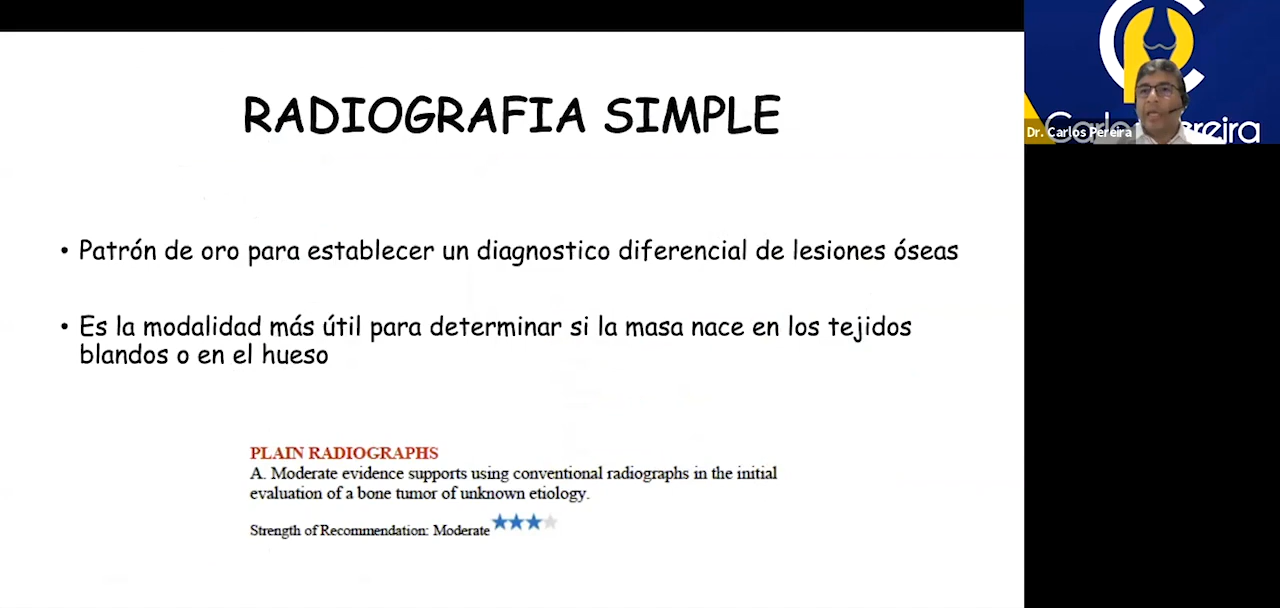 RADIOGRAFIA SIMPLE
• Patrón de oro para establecer un diagnostico diferencial de lesiones óseas
• Es la modalidad más útil para determinar si la masa nace en los tejidos
blandos o en el hueso
PLAIN RADIOGRAPHS
A. Moderate evidence supports using conventional radiographs in the initial
evaluation of a bone tumor of unknown etiology.
Strength of Recommendation: Moderate
Dr. Carlos Pereira